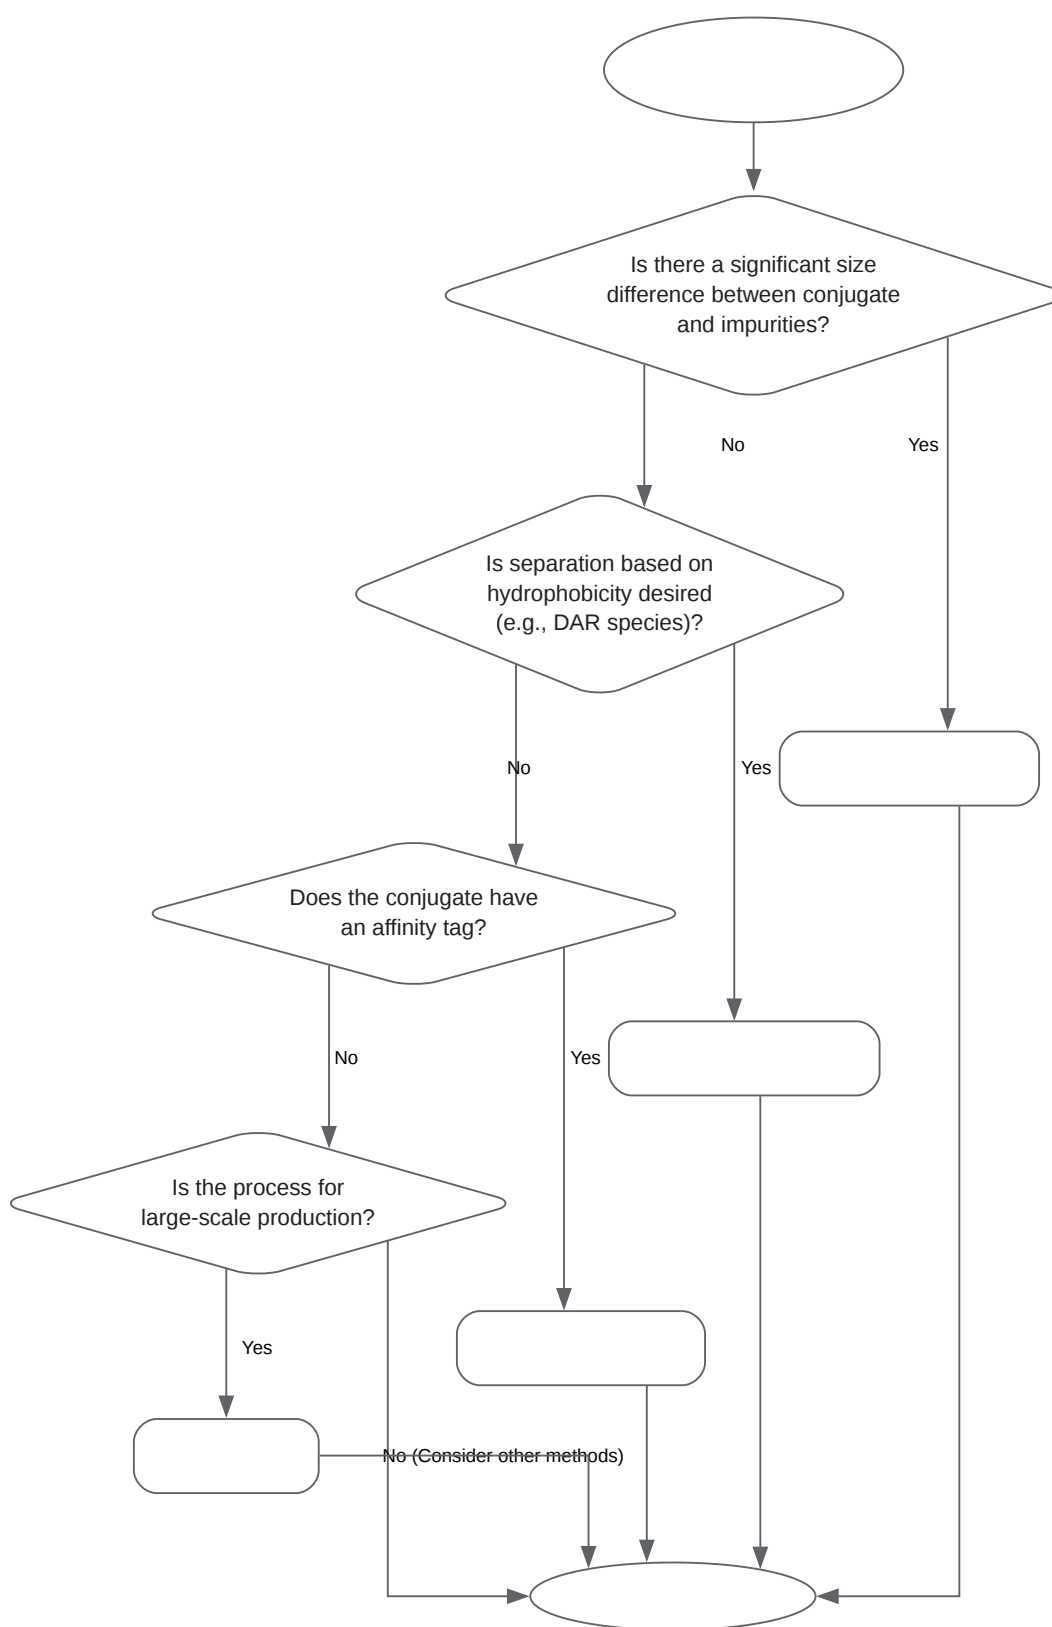 Is there a significant size
difference between conjugate
and impurities?
No
Yes
Is separation based on
hydrophobicity desired
(e.g., DAR species)?
No
Yes
Does the conjugate have
an affinity tag?
No
Yes
Is the process for
large-scale production?
Yes
No (Consider other methods)